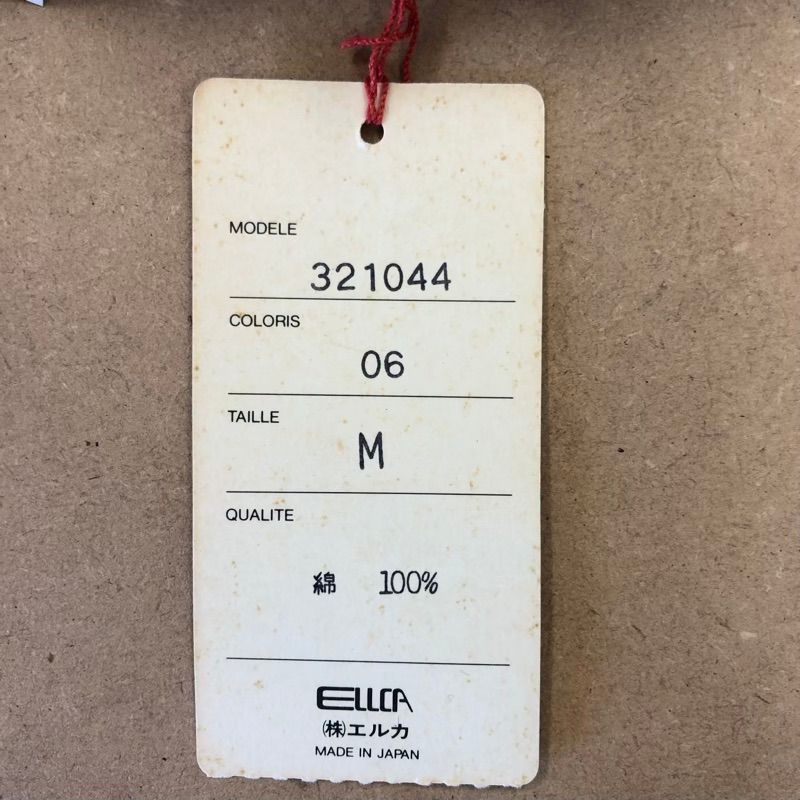 MODELE
321044
COLORIS
06
TAILLE
M
QUALITE
綿 100%
ELLCA
(株)エルカ
MADE IN JAPAN